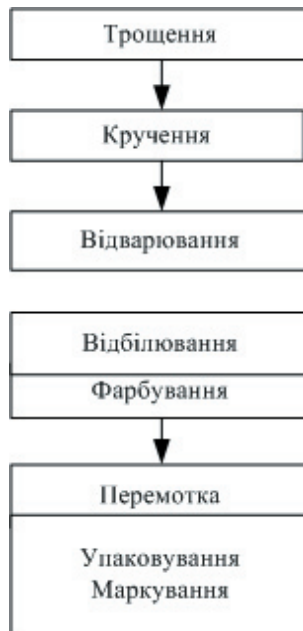 Трощення
Кручення
Відварювання
Відбілювання
Фарбування
Перемотка
Упаковування
Маркування